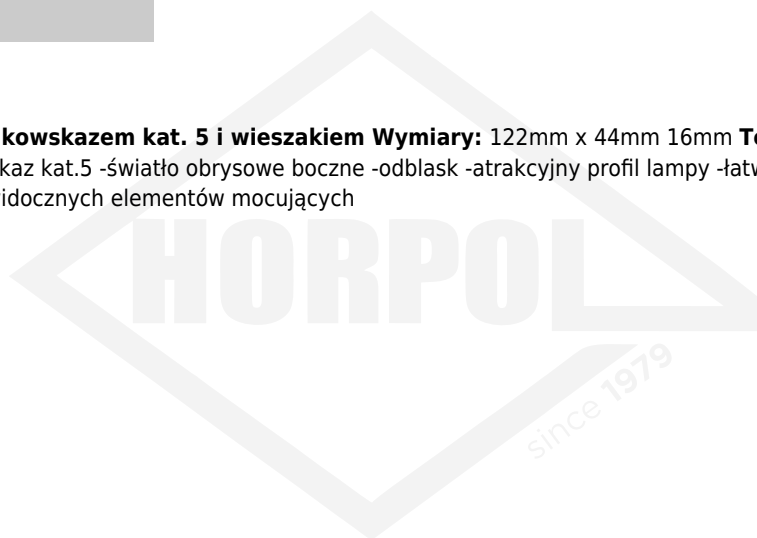 kowskazem kat. 5 i wieszakiem Wymiary: 122mm x 44mm 16mm
kaz kat.5 -światło obrysowe boczne -odblask -atrakcyjny profil lampy
idocznych elementów mocujących
HORPOL
since 1979